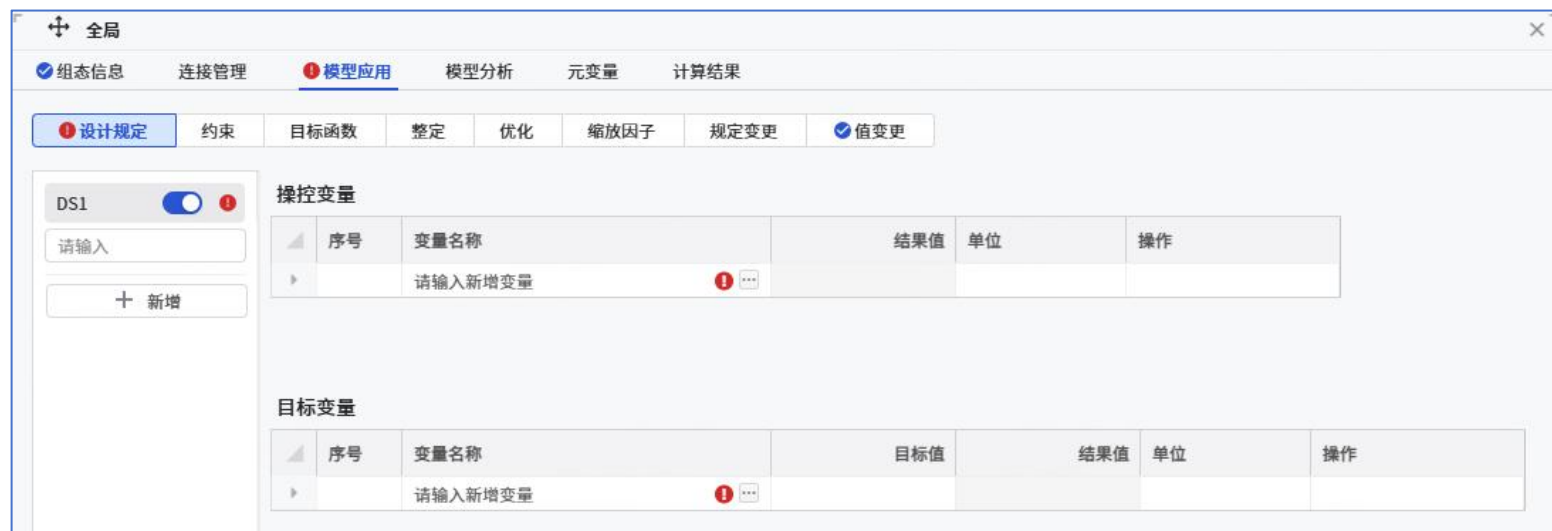 全局
组态信息 连接管理 模型应用 模型分析 元变量 计算结果
设计规定 约束 目标函数 整定 优化 缩放因子 规定变更 值变更
DS1
请输入
新增
操控变量
序号 变量名称 结果值 单位 操作
请输入新增变量
目标变量
序号 变量名称 目标值 结果值 单位 操作
请输入新增变量